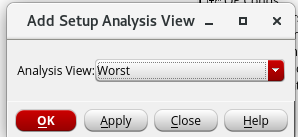 Add Setup Analysis View
Analysis View: Worst
OK Apply Close Help